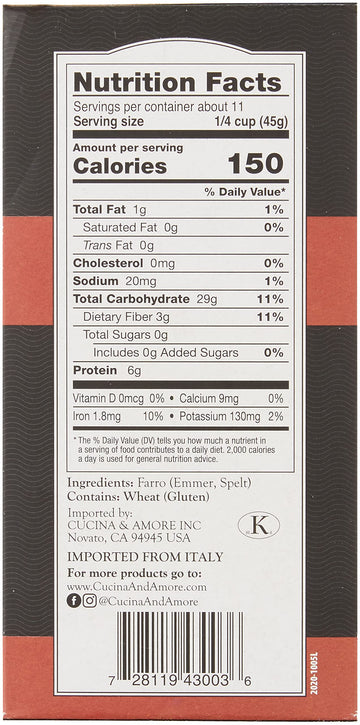 Nutrition Facts
Servings per container about 11
Serving size 1/4 cup (45g)
Amount per serving
Calories 150
% Daily Value*
Total Fat 1g 1%
Saturated Fat 0g 0%
Trans Fat 0g
Cholesterol 0mg 0%
Sodium 20mg 1%
Total Carbohydrate 29g 11%
Dietary Fiber 3g 11%
Total Sugars 0g
Includes 0g Added Sugars 0%
Protein 6g
Vitamin D 0mcg 0% • Calcium 9mg 0%
Iron 1.8mg 10% • Potassium 130mg 2%
* The % Daily Value (DV) tells you how much a nutrient in
a serving of food contributes to a daily diet. 2,000 calories
a day is used for general nutrition advice.
Ingredients: Farro (Emmer, Spelt)
Contains: Wheat (Gluten)
Imported by:
CUCINA & AMORE INC
Novato, CA 94945 USA
K
IMPORTED FROM ITALY
For more products go to:
www.CucinaAndAmore.com
@CucinaAndAmore
7 28119 43003 6
2020-1005L